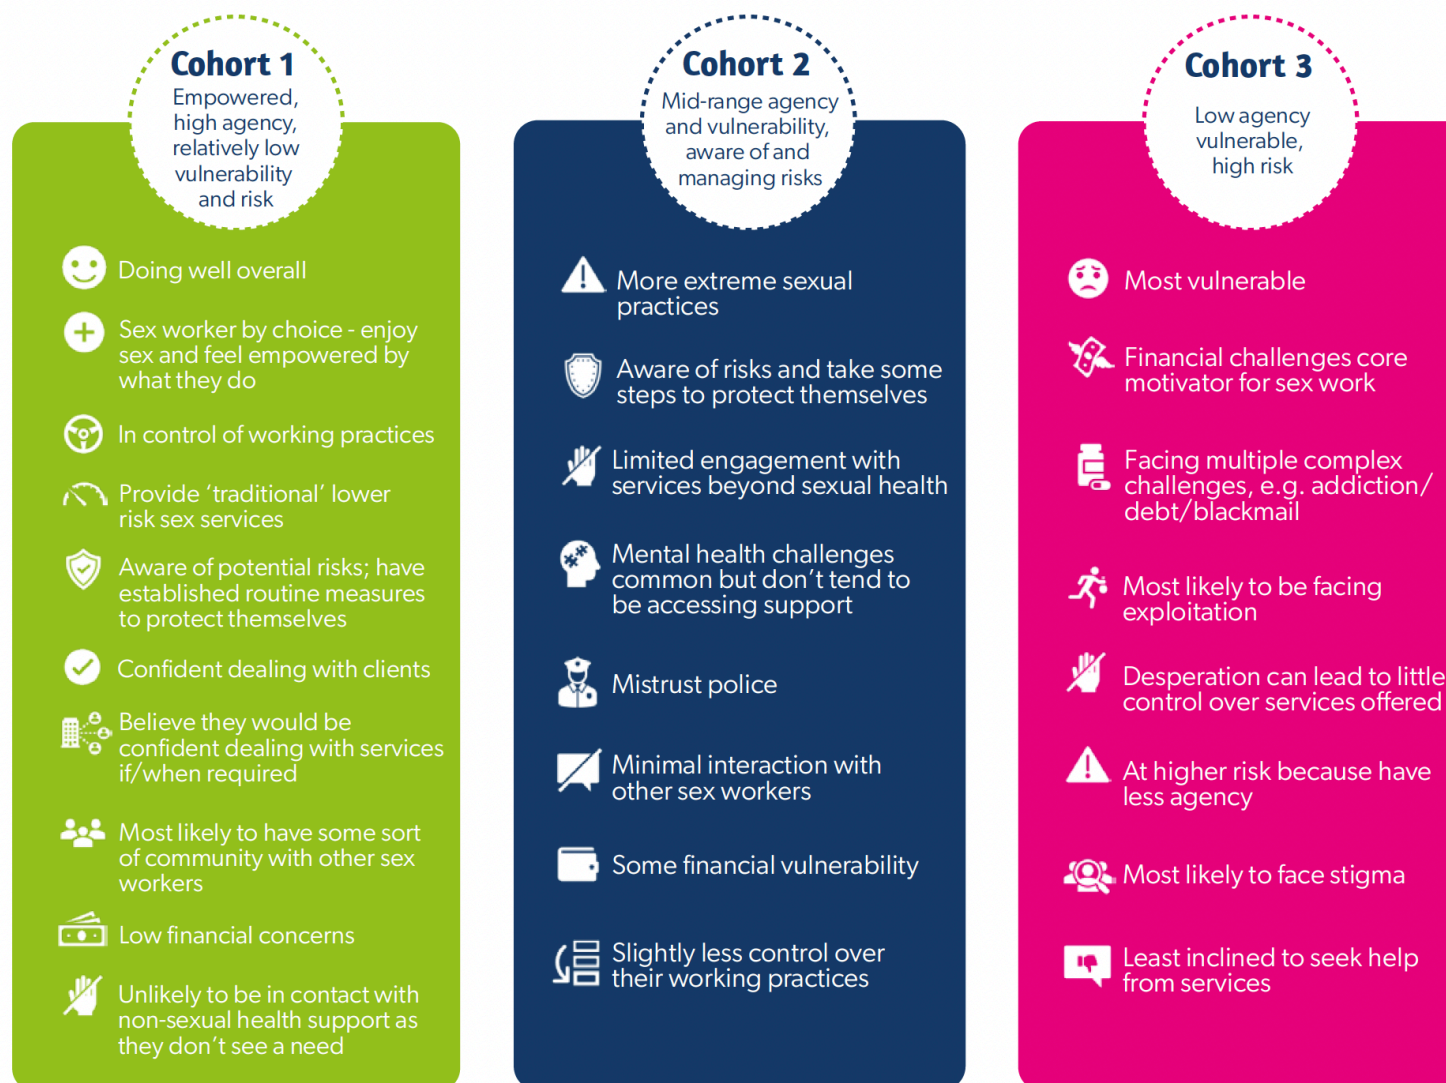 Cohort 1
Empowered,
high agency,
relatively low
vulnerability
and risk
Doing well overall
Sex worker by choice - enjoy
sex and feel empowered by
what they do
In control of working practices
Provide ‘traditional’ lower
risk sex services
Aware of potential risks; have
established routine measures
to protect themselves
Confident dealing with clients
Believe they would be
confident dealing with services
if/when required
Most likely to have some sort
of community with other sex
workers
Low financial concerns
Unlikely to be in contact with
non-sexual health support as
they don’t see a need
Cohort 2
Mid-range agency
and vulnerability,
aware of and
managing risks
More extreme sexual
practices
Aware of risks and take some
steps to protect themselves
Limited engagement with
services beyond sexual health
Mental health challenges
common but don’t tend to
be accessing support
Mistrust police
Minimal interaction with
other sex workers
Some financial vulnerability
Slightly less control over
their working practices
Cohort 3
Low agency
vulnerable,
high risk
Most vulnerable
Financial challenges core
motivator for sex work
Facing multiple complex
challenges, e.g. addiction/
debt/blackmail
Most likely to be facing
exploitation
Desperation can lead to little
control over services offered
At higher risk because have
less agency
Most likely to face stigma
Least inclined to seek help
from services